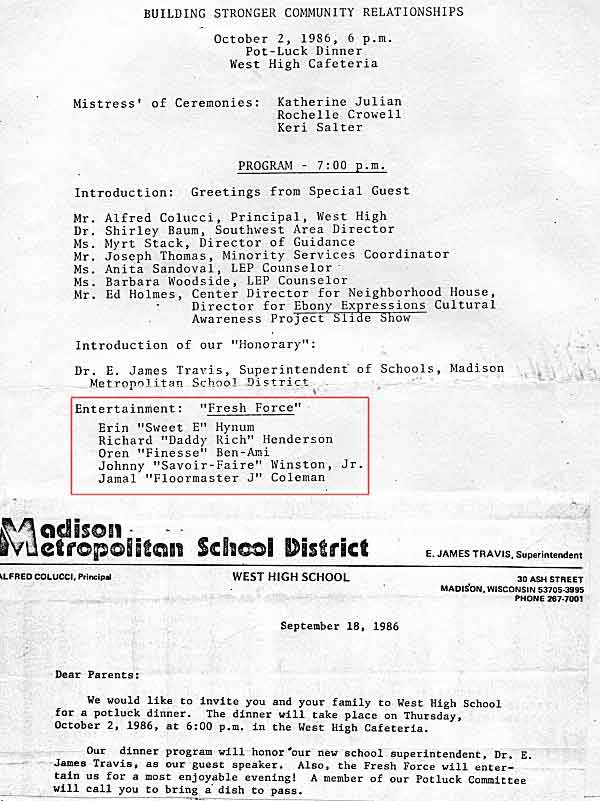 BUILDING STRONGER COMMUNITY RELATIONSHIPS
October 2, 1986, 6 p.m.
Pot-Luck Dinner
West High Cafeteria
Mistress' of Ceremonies: Katherine Julian
Rochelle Crowell
Keri Salter
PROGRAM - 7:00 p.m.
Introduction: Greetings from Special Guest
Mr. Alfred Colucci, Principal, West High
Dr. Shirley Baum, Southwest Area Director
Ms. Myrt Stack, Director of Guidance
Mr. Joseph Thomas, Minority Services Coordinator
Ms. Anita Sandoval, LEP Counselor
Ms. Barbara Woodside, LEP Counselor
Mr. Ed Holmes, Center Director for Neighborhood House,
Director for Ebony Expressions Cultural
Awareness Project Slide Show
Introduction of our "Honorary":
Dr. E. James Travis, Superintendent of Schools, Madison
Metropolitan School District
Entertainment: "Fresh Force"
Erin "Sweet E" Hynum
Richard "Daddy Rich" Henderson
Oren "Finesse" Ben-Ami
Johnny "Savoir-Faire" Winston, Jr.
Jamal "Floormaster J" Coleman
Madison
Metropolitan School District
E. JAMES TRAVIS, Superintendent
ALFRED COLUCCI, Principal
WEST HIGH SCHOOL
30 ASH STREET
MADISON, WISCONSIN 53705-3995
PHONE 267-7001
September 18, 1986
Dear Parents:
We would like to invite you and your family to West High School
for a potluck dinner. The dinner will take place on Thursday,
October 2, 1986, at 6:00 p.m. in the West High Cafeteria.
Our dinner program will honor our new school superintendent, Dr. E.
James Travis, as our guest speaker. Also, the Fresh Force will enter-
tain us for a most enjoyable evening! A member of our Potluck Committee
will call you to bring a dish to pass.